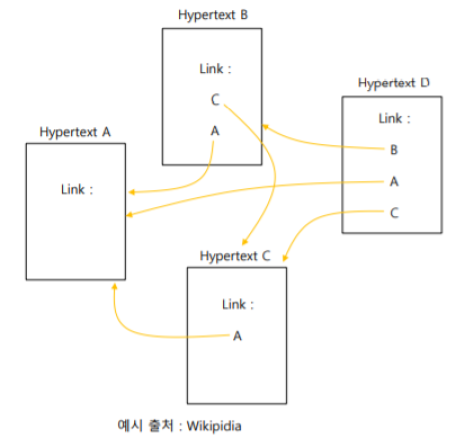 Hypertext B
Link :
C
A
Hypertext D
Link :
B
A
C
Hypertext A
Link :
Hypertext C
Link :
A
예시 출처 : Wikipidia